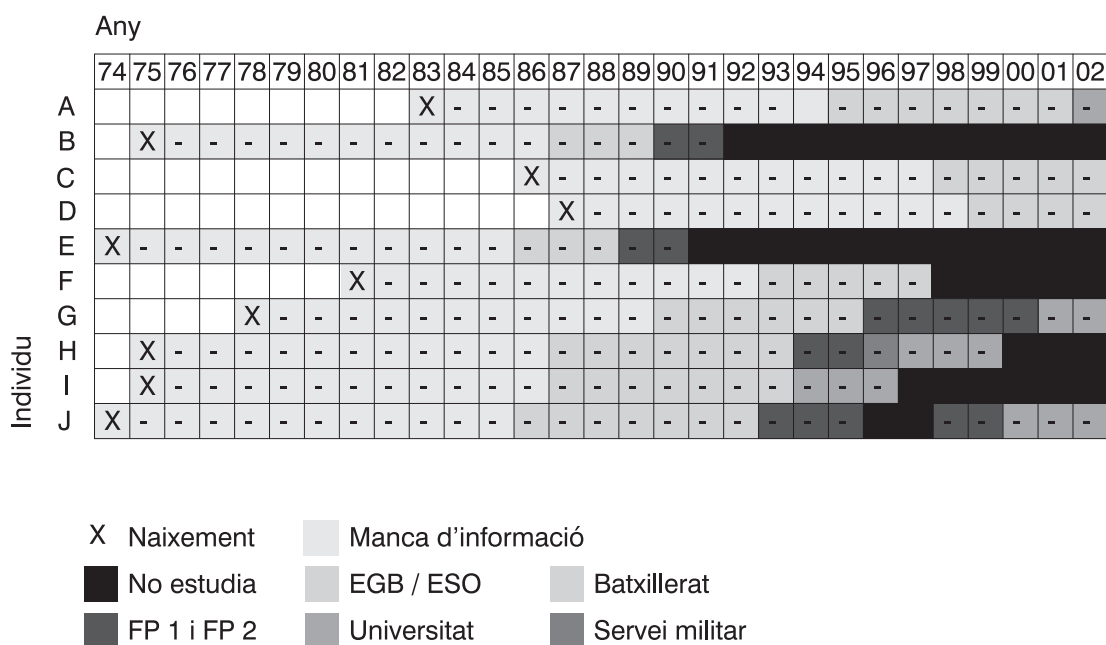 Any
74 75 76 77 78 79 80 81 82 83 84 85 86 87 88 89 90 91 92 93 94 95 96 97 98 99 00 01 02
A X - - - - - - - - - - - - - - - - - - -
B X - - - - - - - - - - - - - - - -
C X - - - - - - - - - - - - - - - -
D X - - - - - - - - - - - - - - -
E X - - - - - - - - - - - - - - - -
F X - - - - - - - - - - - - - - - -
G X - - - - - - - - - - - - - - - - - - - - - - - -
H X - - - - - - - - - - - - - - - - - - - - - - - -
I X - - - - - - - - - - - - - - - - - - - - -
J X - - - - - - - - - - - - - - - - - - - - - - - - - -
Individu
X Naixement Manca d'informació
No estudia EGB / ESO Batxillerat
FP 1 i FP 2 Universitat Servei militar